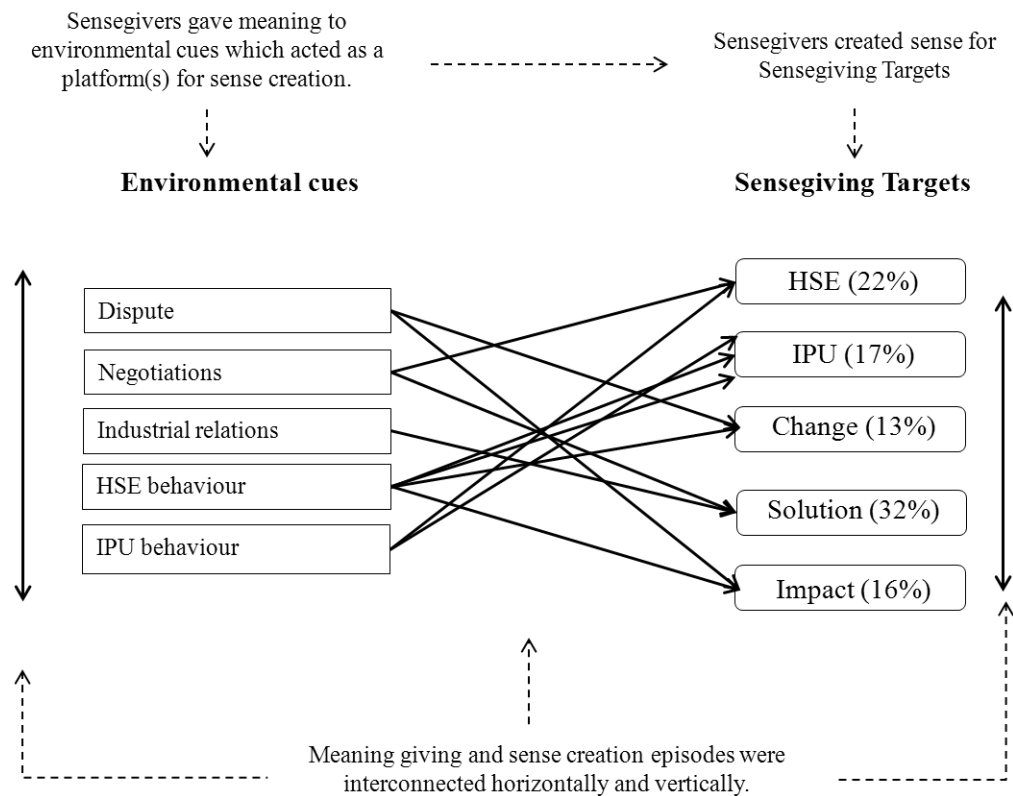 Sensegivers gave meaning to
environmental cues which acted as a
platform(s) for sense creation.
Sensegivers created sense for
Sensegiving Targets
Environmental cues
Sensegiving Targets
Dispute
Negotiations
Industrial relations
HSE behaviour
IPU behaviour
HSE (22%)
IPU (17%)
Change (13%)
Solution (32%)
Impact (16%)
Meaning giving and sense creation episodes were
interconnected horizontally and vertically.